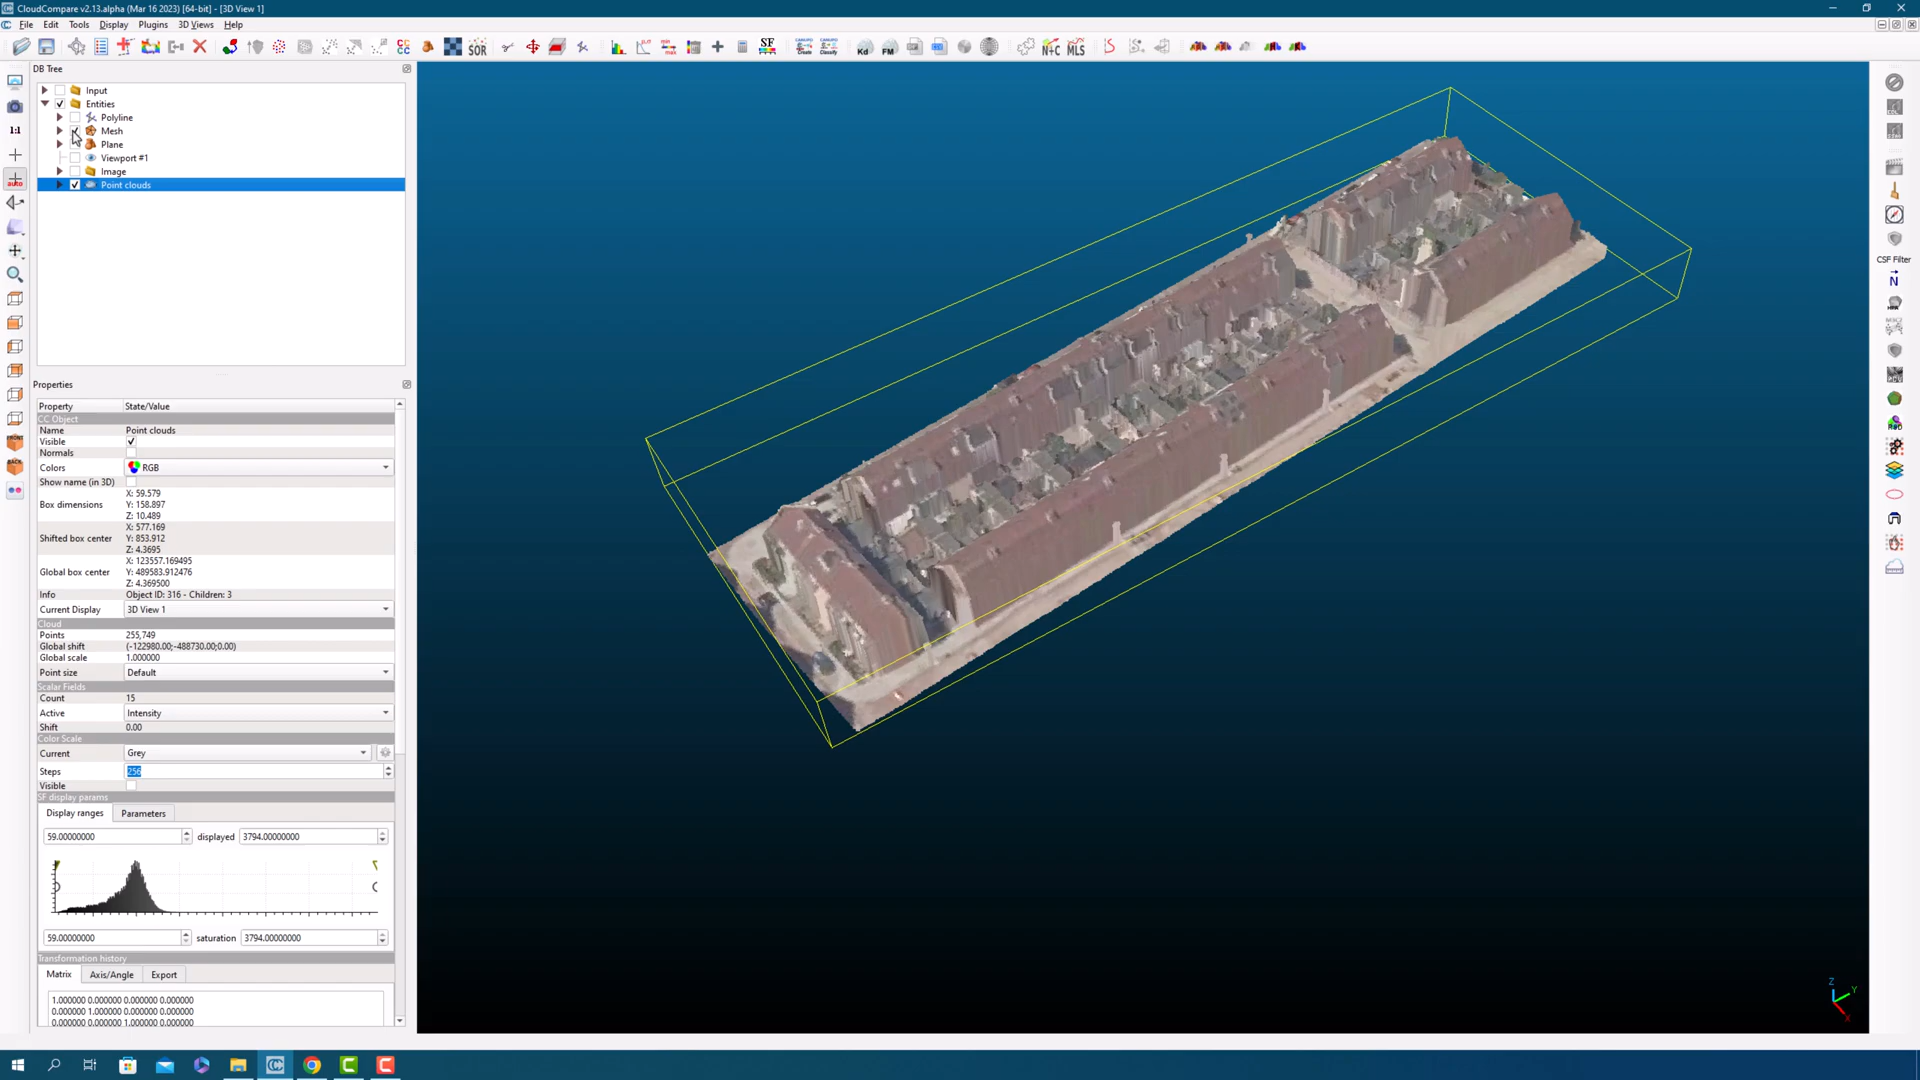 CloudCompare v2.13.alpha (Mar 16 2023) [64-bit] - [3D View 1]
File Edit Tools Display Plugins 3D Views Help
SOR
SF
Kd
FM
N+C
MLS
DB Tree
Input
Entities
Polyline
Mesh
Plane
Viewport #1
Image
Point clouds
1:1
auto
FRONT
BACK
CSF Filter
N
Properties
Property State/Value
CC Object
Name Point clouds
Visible
Normals
Colors RGB
Show name (in 3D)
Box dimensions
X: 59.579
Y: 158.897
Z: 10.489
Shifted box center
X: 577.169
Y: 853.912
Z: 4.3695
Global box center
X: 123557.169495
Y: 489583.912476
Z: 4.369500
Info Object ID: 316 - Children: 3
Current Display 3D View 1
Cloud
Points 255,749
Global shift (-122980.00;-488730.00;0.00)
Global scale 1.000000
Point size Default
Scalar Fields
Count 15
Active Intensity
Shift 0.00
Color Scale
Current Grey
Steps 256
Visible
SF display params
Display ranges Parameters
59.00000000 displayed 3794.00000000
59.00000000 saturation 3794.00000000
Transformation history
Matrix Axis/Angle Export
1.000000 0.000000 0.000000 0.000000
0.000000 1.000000 0.000000 0.000000
0.000000 0.000000 1.000000 0.000000
Z
Y
X